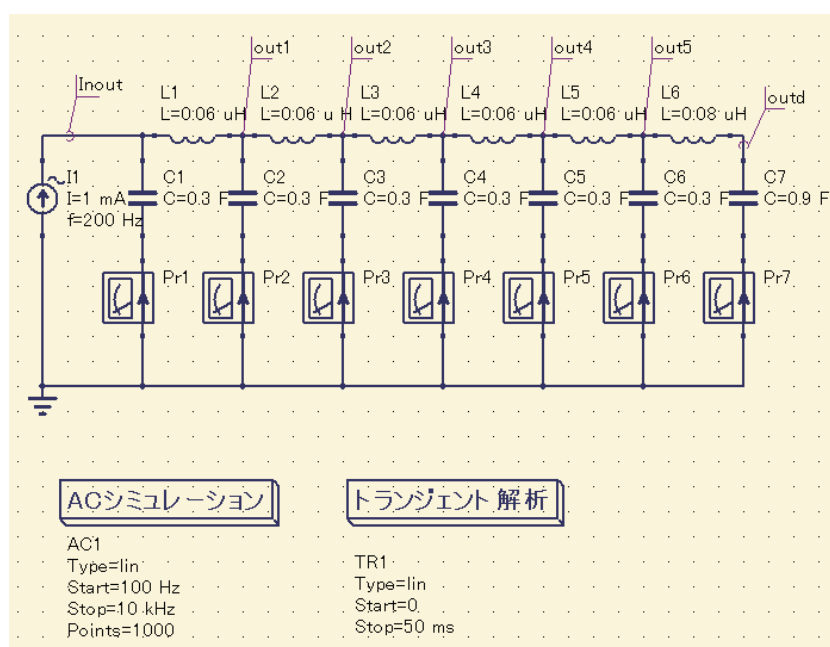 out1 out2 out3 out4 out5
Inout
L1 L2 L3 L4 L5 L6
outd
L=0.06 uH L=0.06 u H L=0.06 uH L=0.06 uH L=0.06 uH L=0.08 uH
I1 C1 C2 C3 C4 C5 C6 C7
I=1 mA C=0.3 F C=0.3 F C=0.3 F C=0.3 F C=0.3 F C=0.3 F C=0.9 F
f=200 Hz
Pr1 Pr2 Pr3 Pr4 Pr5 Pr6 Pr7
ACシミュレーション トランジェント解析
AC1
Type=lin
Start=100 Hz
Stop=10 kHz
Points=1000
TR1
Type=lin
Start=0
Stop=50 ms